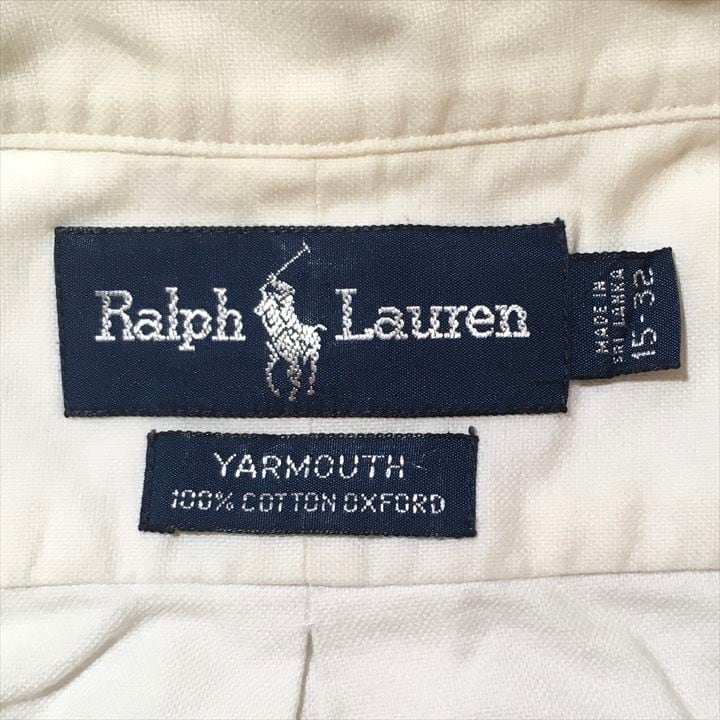 Ralph Lauren
MADE IN
SRI LANKA
15-32
YARMOUTH
100% COTTON OXFORD